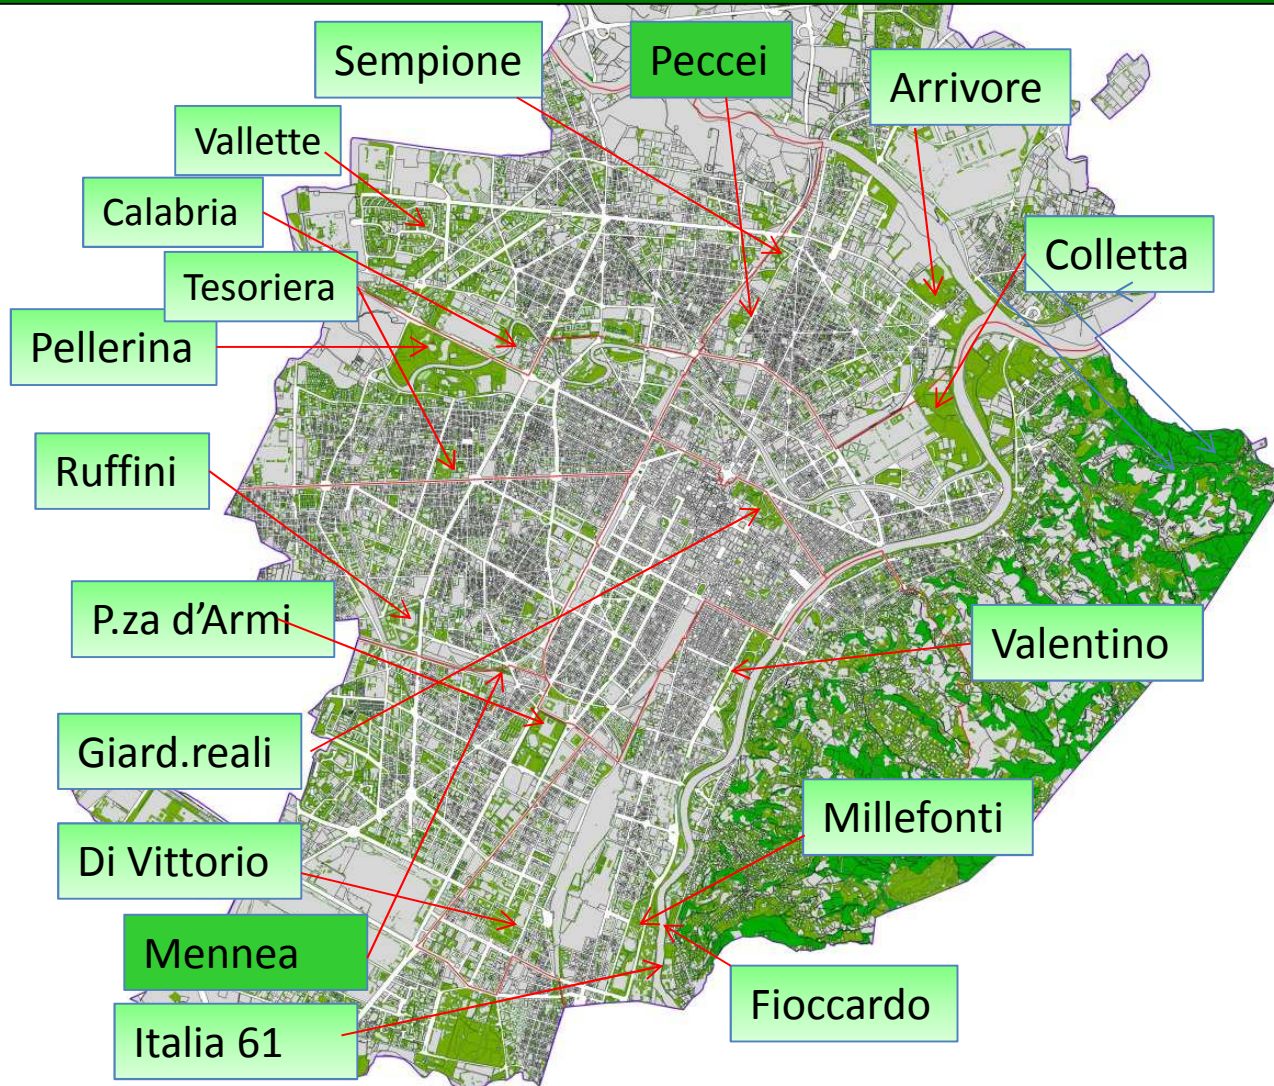 Sempione
Peccei
Arrivore
Vallette
Calabria
Colletta
Tesoriera
Pellerina
Ruffini
P.za d'Armi
Valentino
Giard.reali
Millefonti
Di Vittorio
Mennea
Fioccardo
Italia 61